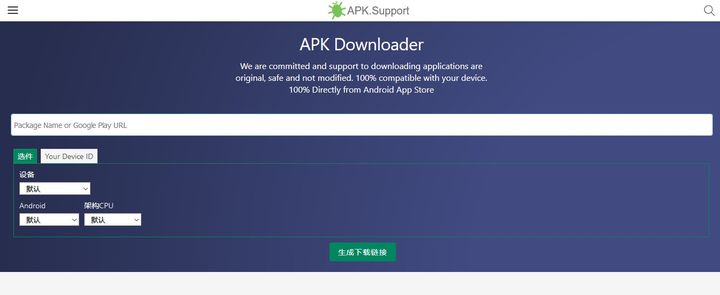 APK.Support
APK Downloader
We are committed and support to downloading applications are
original, safe and not modified. 100% compatible with your device.
100% Directly from Android App Store
Package Name or Google Play URL
选件 Your Device ID
设备
默认
Android 架构CPU
默认 默认
生成下载链接